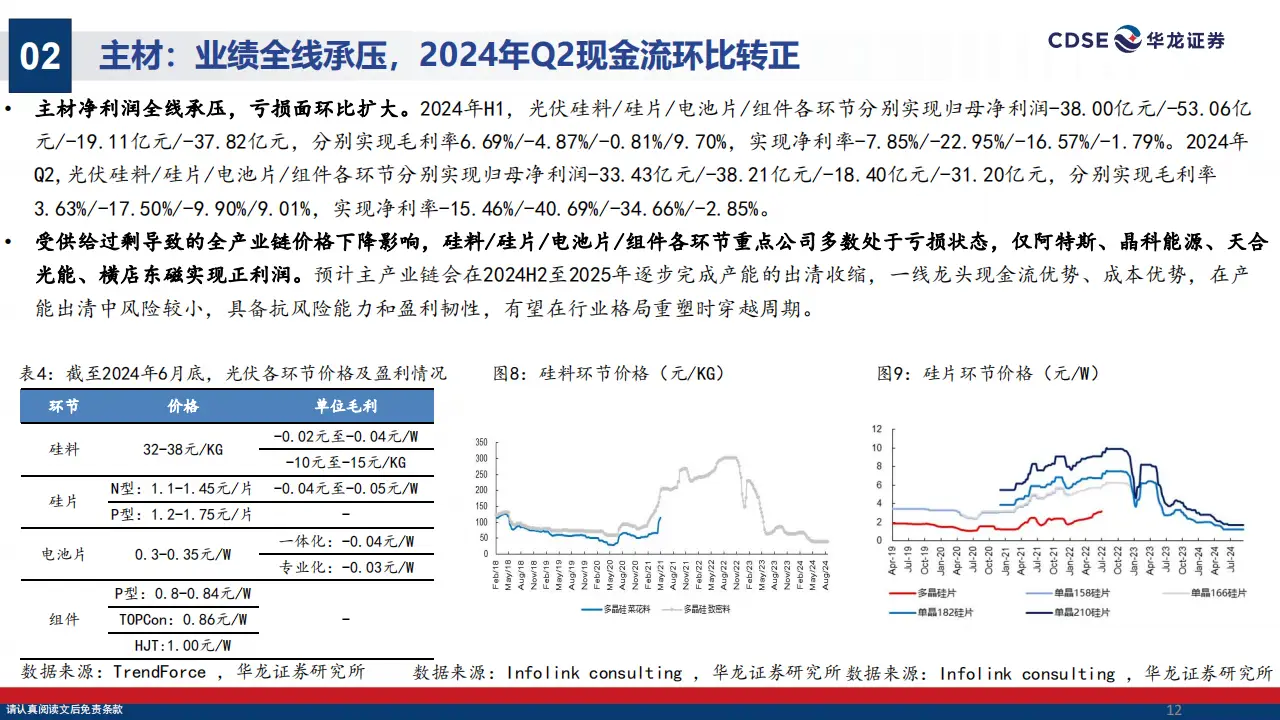 02
主材：业绩全线承压，2024年Q2现金流环比转正
CDSE 华龙证券
• 主材净利润全线承压，亏损面环比扩大。2024年H1，光伏硅料/硅片/电池片/组件各环节分别实现归母净利润-38.00亿元/-53.06亿
元/-19.11亿元/-37.82亿元，分别实现毛利率6.69%/-4.87%/-0.81%/9.70%，实现净利率-7.85%/-22.95%/-16.57%/-1.79%。2024年
Q2,光伏硅料/硅片/电池片/组件各环节分别实现归母净利润-33.43亿元/-38.21亿元/-18.40亿元/-31.20亿元，分别实现毛利率
3.63%/-17.50%/-9.90%/9.01%，实现净利率-15.46%/-40.69%/-34.66%/-2.85%。
• 受供给过剩导致的全产业链价格下降影响，硅料/硅片/电池片/组件各环节重点公司多数处于亏损状态，仅阿特斯、晶科能源、天合
光能、横店东磁实现正利润。预计主产业链会在2024H2至2025年逐步完成产能的出清收缩，一线龙头现金流优势、成本优势，在产
能出清中风险较小，具备抗风险能力和盈利韧性，有望在行业格局重塑时穿越周期。
表4：截至2024年6月底，光伏各环节价格及盈利情况
环节 价格 单位毛利
硅料 32-38元/KG -0.02元至-0.04元/W
-10元至-15元/KG
硅片 N型：1.1-1.45元/片 -0.04元至-0.05元/W
P型：1.2-1.75元/片 -
电池片 0.3-0.35元/W 一体化：-0.04元/W
专业化：-0.03元/W
组件 P型：0.8-0.84元/W
TOPCon：0.86元/W -
HJT:1.00元/W
数据来源：TrendForce ，华龙证券研究所
图8：硅料环节价格（元/KG）
350
300
250
200
150
100
50
0
Feb/18 May/18 Aug/18 Nov/18 Feb/19 May/19 Aug/19 Nov/19 Feb/20 May/20 Aug/20 Nov/20 Feb/21 May/21 Aug/21 Nov/21 Feb/22 May/22 Aug/22 Nov/22 Feb/23 May/23 Aug/23 Nov/23 Feb/24 May/24 Aug/24
多晶硅 菜花料 多晶硅 致密料
数据来源：Infolink consulting ，华龙证券研究所
图9：硅片环节价格（元/W）
12
10
8
6
4
2
0
Apr-19 Jul-19 Oct-19 Jan-20 Apr-20 Jul-20 Oct-20 Jan-21 Apr-21 Jul-21 Oct-21 Jan-22 Apr-22 Jul-22 Oct-22 Jan-23 Apr-23 Jul-23 Oct-23 Jan-24 Apr-24 Jul-24
多晶硅片 单晶158硅片 单晶166硅片
单晶182硅片 单晶210硅片
数据来源：Infolink consulting ，华龙证券研究所
请认真阅读文后免责条款
12